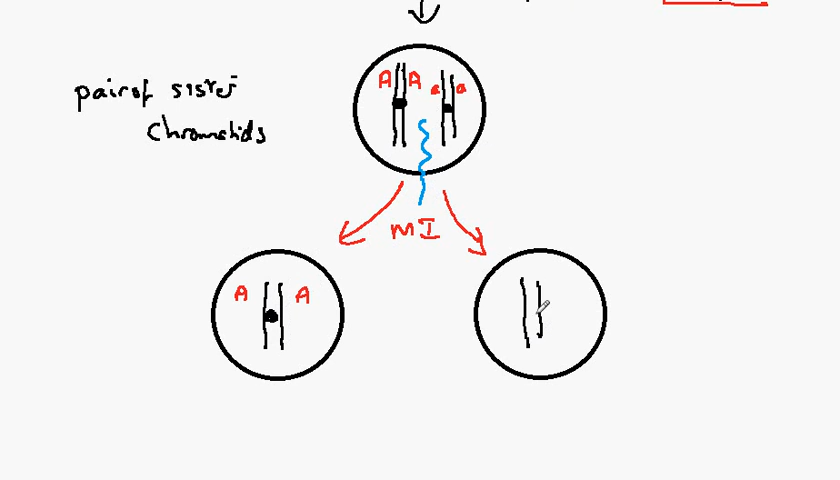 A A a a
pair of sister
chromatids
MI
A A